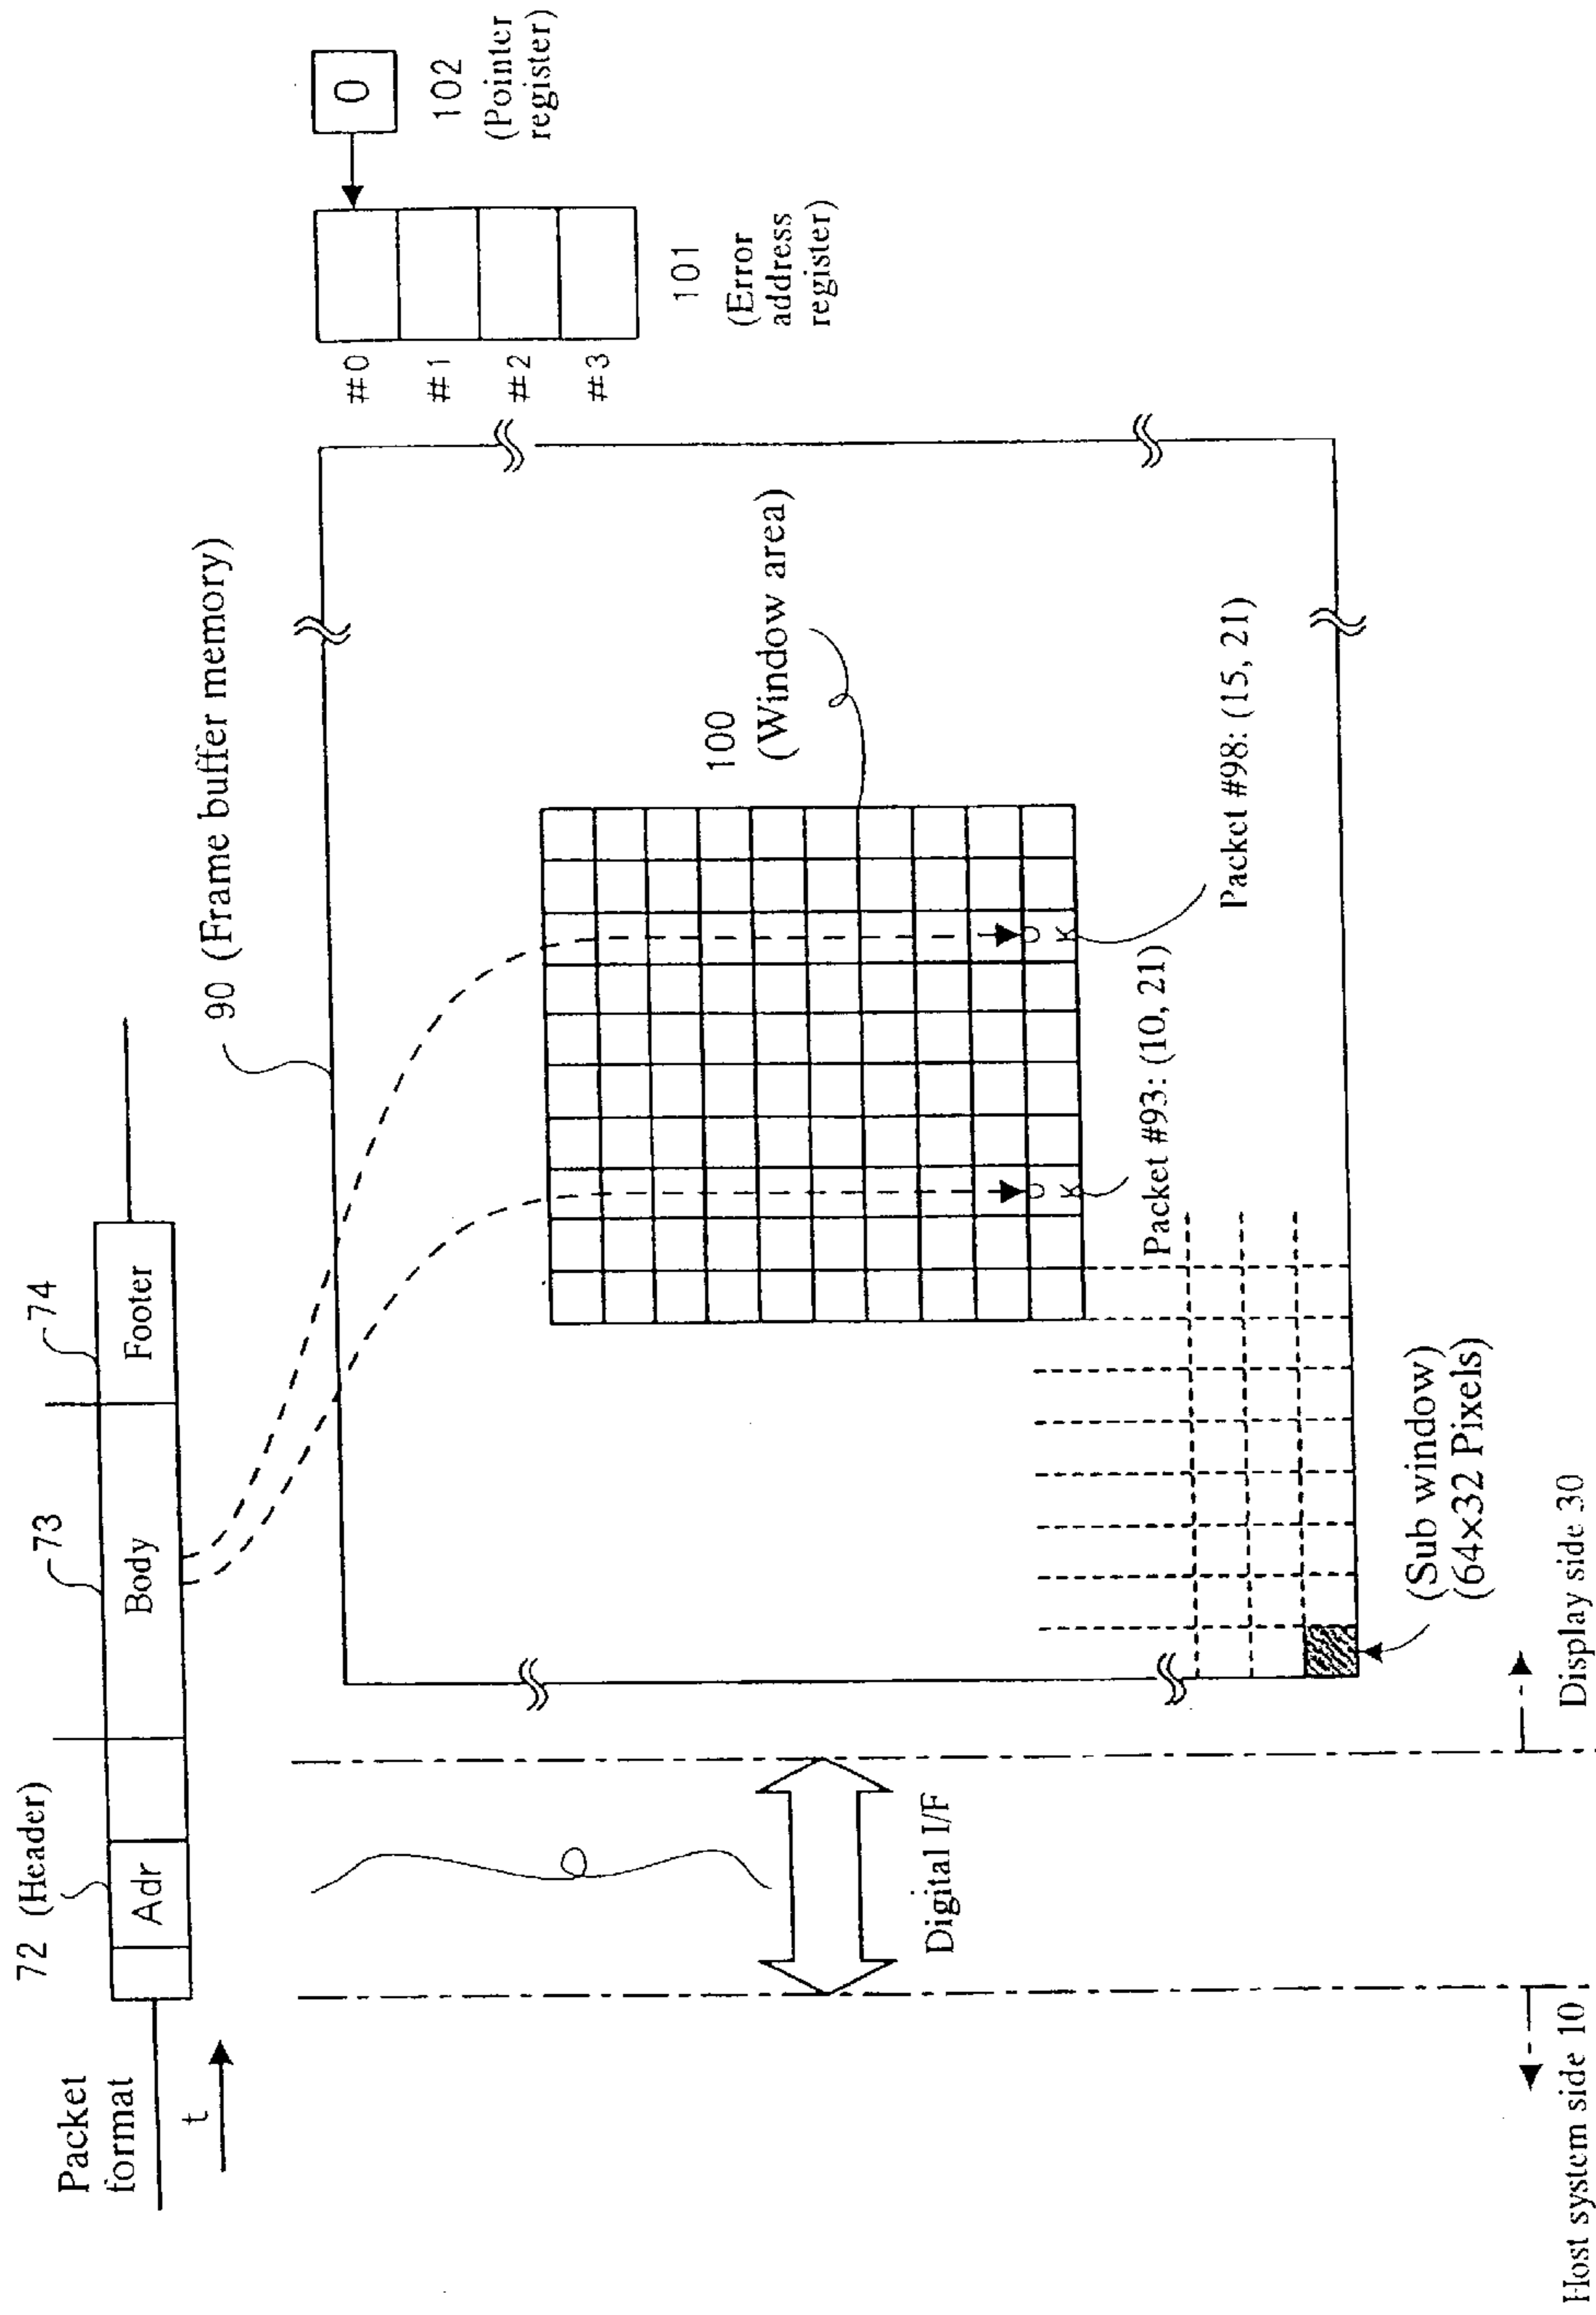 Packet
format
t
72 (Header)
Adr
73
Body
74
Footer
90 (Frame buffer memory)
102
(Pointer
register)
0
#0
#1
#2
#3
101
(Error
address
register)
100
(Window area)
OK
OK
Packet #93: (10, 21)
Packet #98: (15, 21)
(Sub window)
(64×32 Pixels)
Digital I/F
Host system side 10
Display side 30